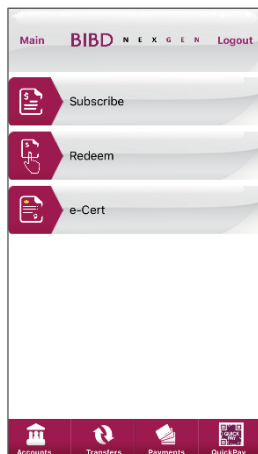 Main BIBD NEXGEN Logout
Subscribe
Redeem
e-Cert
Accounts Transfers Payments QuickPay